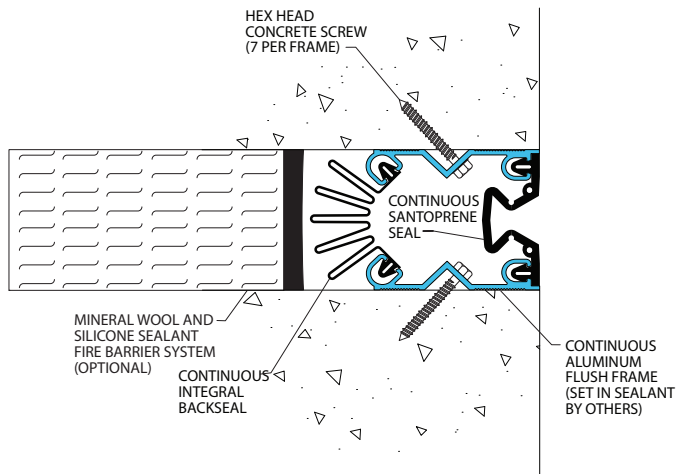 HEX HEAD
CONCRETE SCREW
(7 PER FRAME)
CONTINUOUS
SANTOPRENE
SEAL
MINERAL WOOL AND
SILICONE SEALANT
FIRE BARRIER SYSTEM
(OPTIONAL)
CONTINUOUS
INTEGRAL
BACKSEAL
CONTINUOUS
ALUMINUM
FLUSH FRAME
(SET IN SEALANT
BY OTHERS)